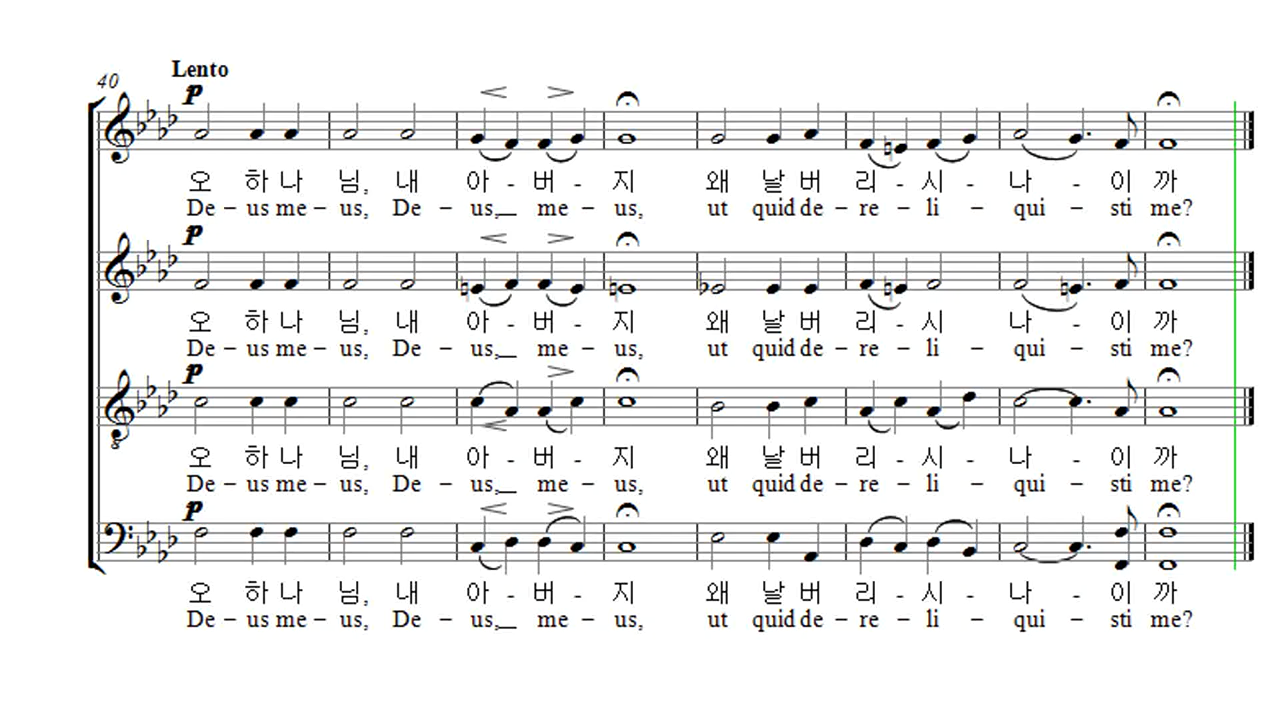 40 Lento
p
오 하 나 님, 내 아 - 버 - 지 왜 날 버 리 - 시 - 나 - 이 까
De – us me – us, De – us,__ me – us, ut quid de – re – li – qui – sti me?
p
오 하 나 님, 내 아 - 버 - 지 왜 날 버 리 - 시 나 - 이 까
De – us me – us, De – us,__ me – us, ut quid de – re – li – qui – sti me?
p
오 하 나 님, 내 아 - 버 - 지 왜 날 버 리 - 시 - 나 - 이 까
De – us me – us, De – us,__ me – us, ut quid de – re – li – qui – sti me?
p
오 하 나 님, 내 아 - 버 - 지 왜 날 버 리 - 시 - 나 - 이 까
De – us me – us, De – us,__ me – us, ut quid de – re – li – qui – sti me?